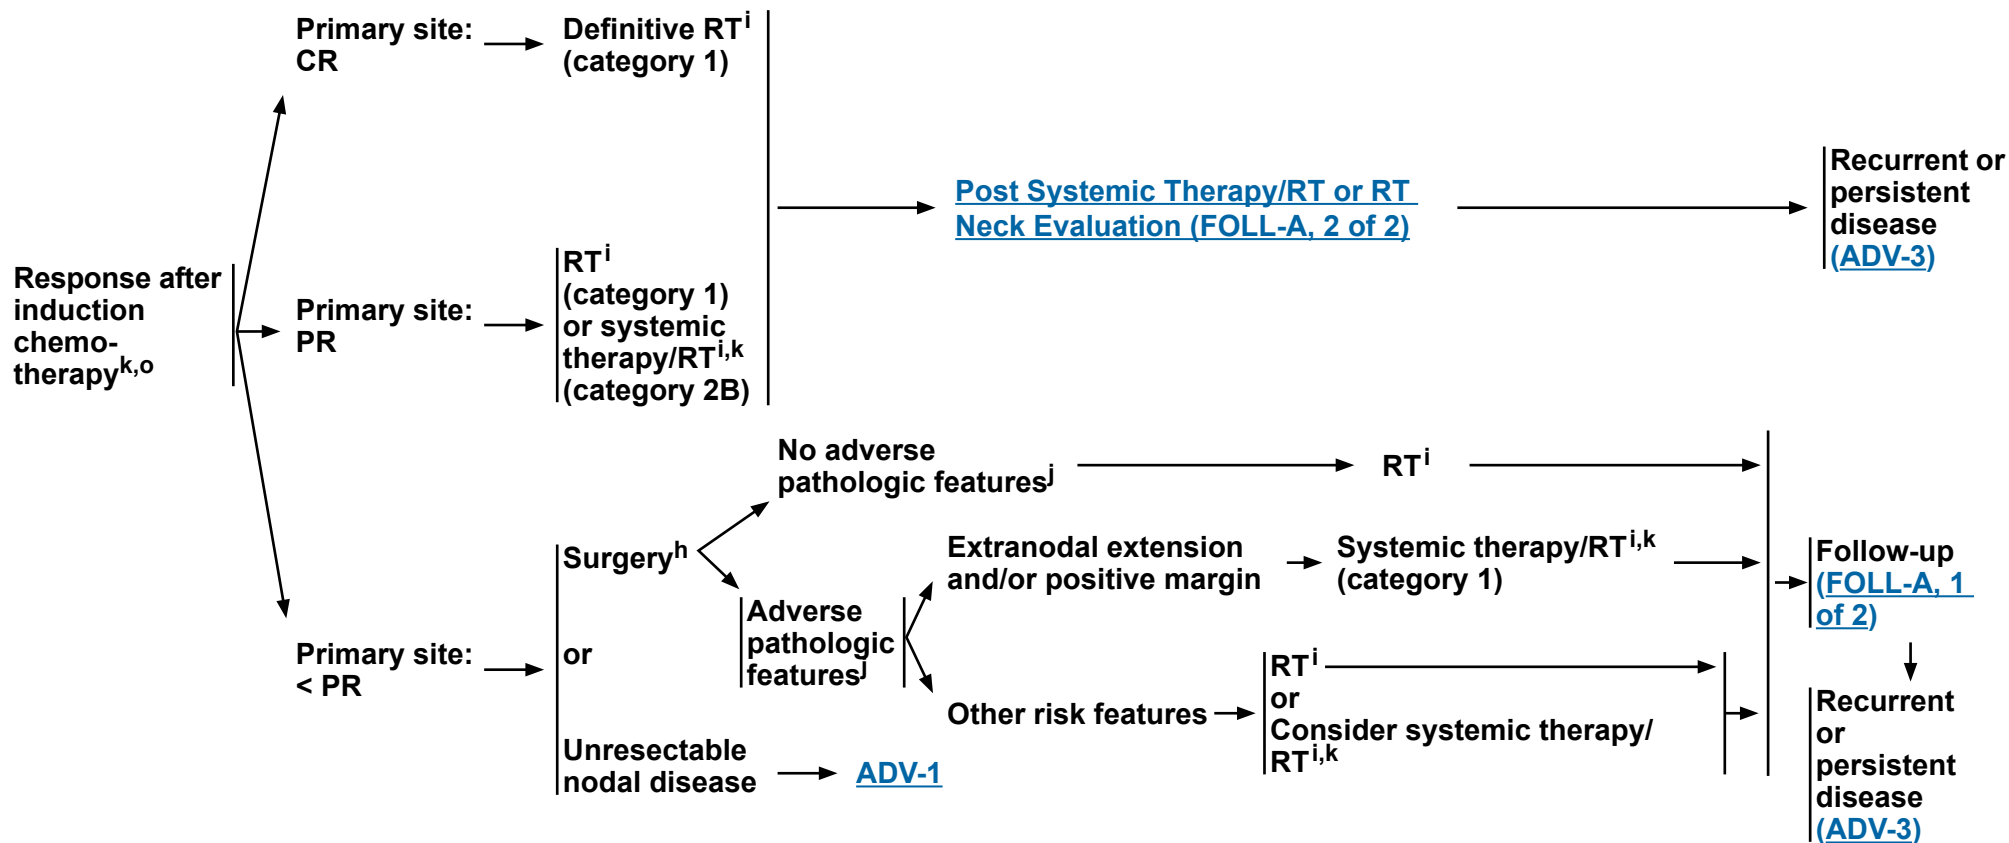 Primary site:
CR
Definitive RTⁱ
(category 1)
Post Systemic Therapy/RT or RT
Neck Evaluation (FOLL-A, 2 of 2)
Recurrent or
persistent
disease
(ADV-3)
Response after
induction
chemo-
therapyᵏ,ᵒ
Primary site:
PR
RTⁱ
(category 1)
or systemic
therapy/RTⁱ,ᵏ
(category 2B)
Primary site:
< PR
Surgeryʰ
or
Unresectable
nodal disease
ADV-1
No adverse
pathologic featuresʲ
RTⁱ
Adverse
pathologic
featuresʲ
Extranodal extension
and/or positive margin
Systemic therapy/RTⁱ,ᵏ
(category 1)
Other risk features
RTⁱ
or
Consider systemic therapy/
RTⁱ,ᵏ
Follow-up
(FOLL-A, 1
of 2)
Recurrent
or
persistent
disease
(ADV-3)